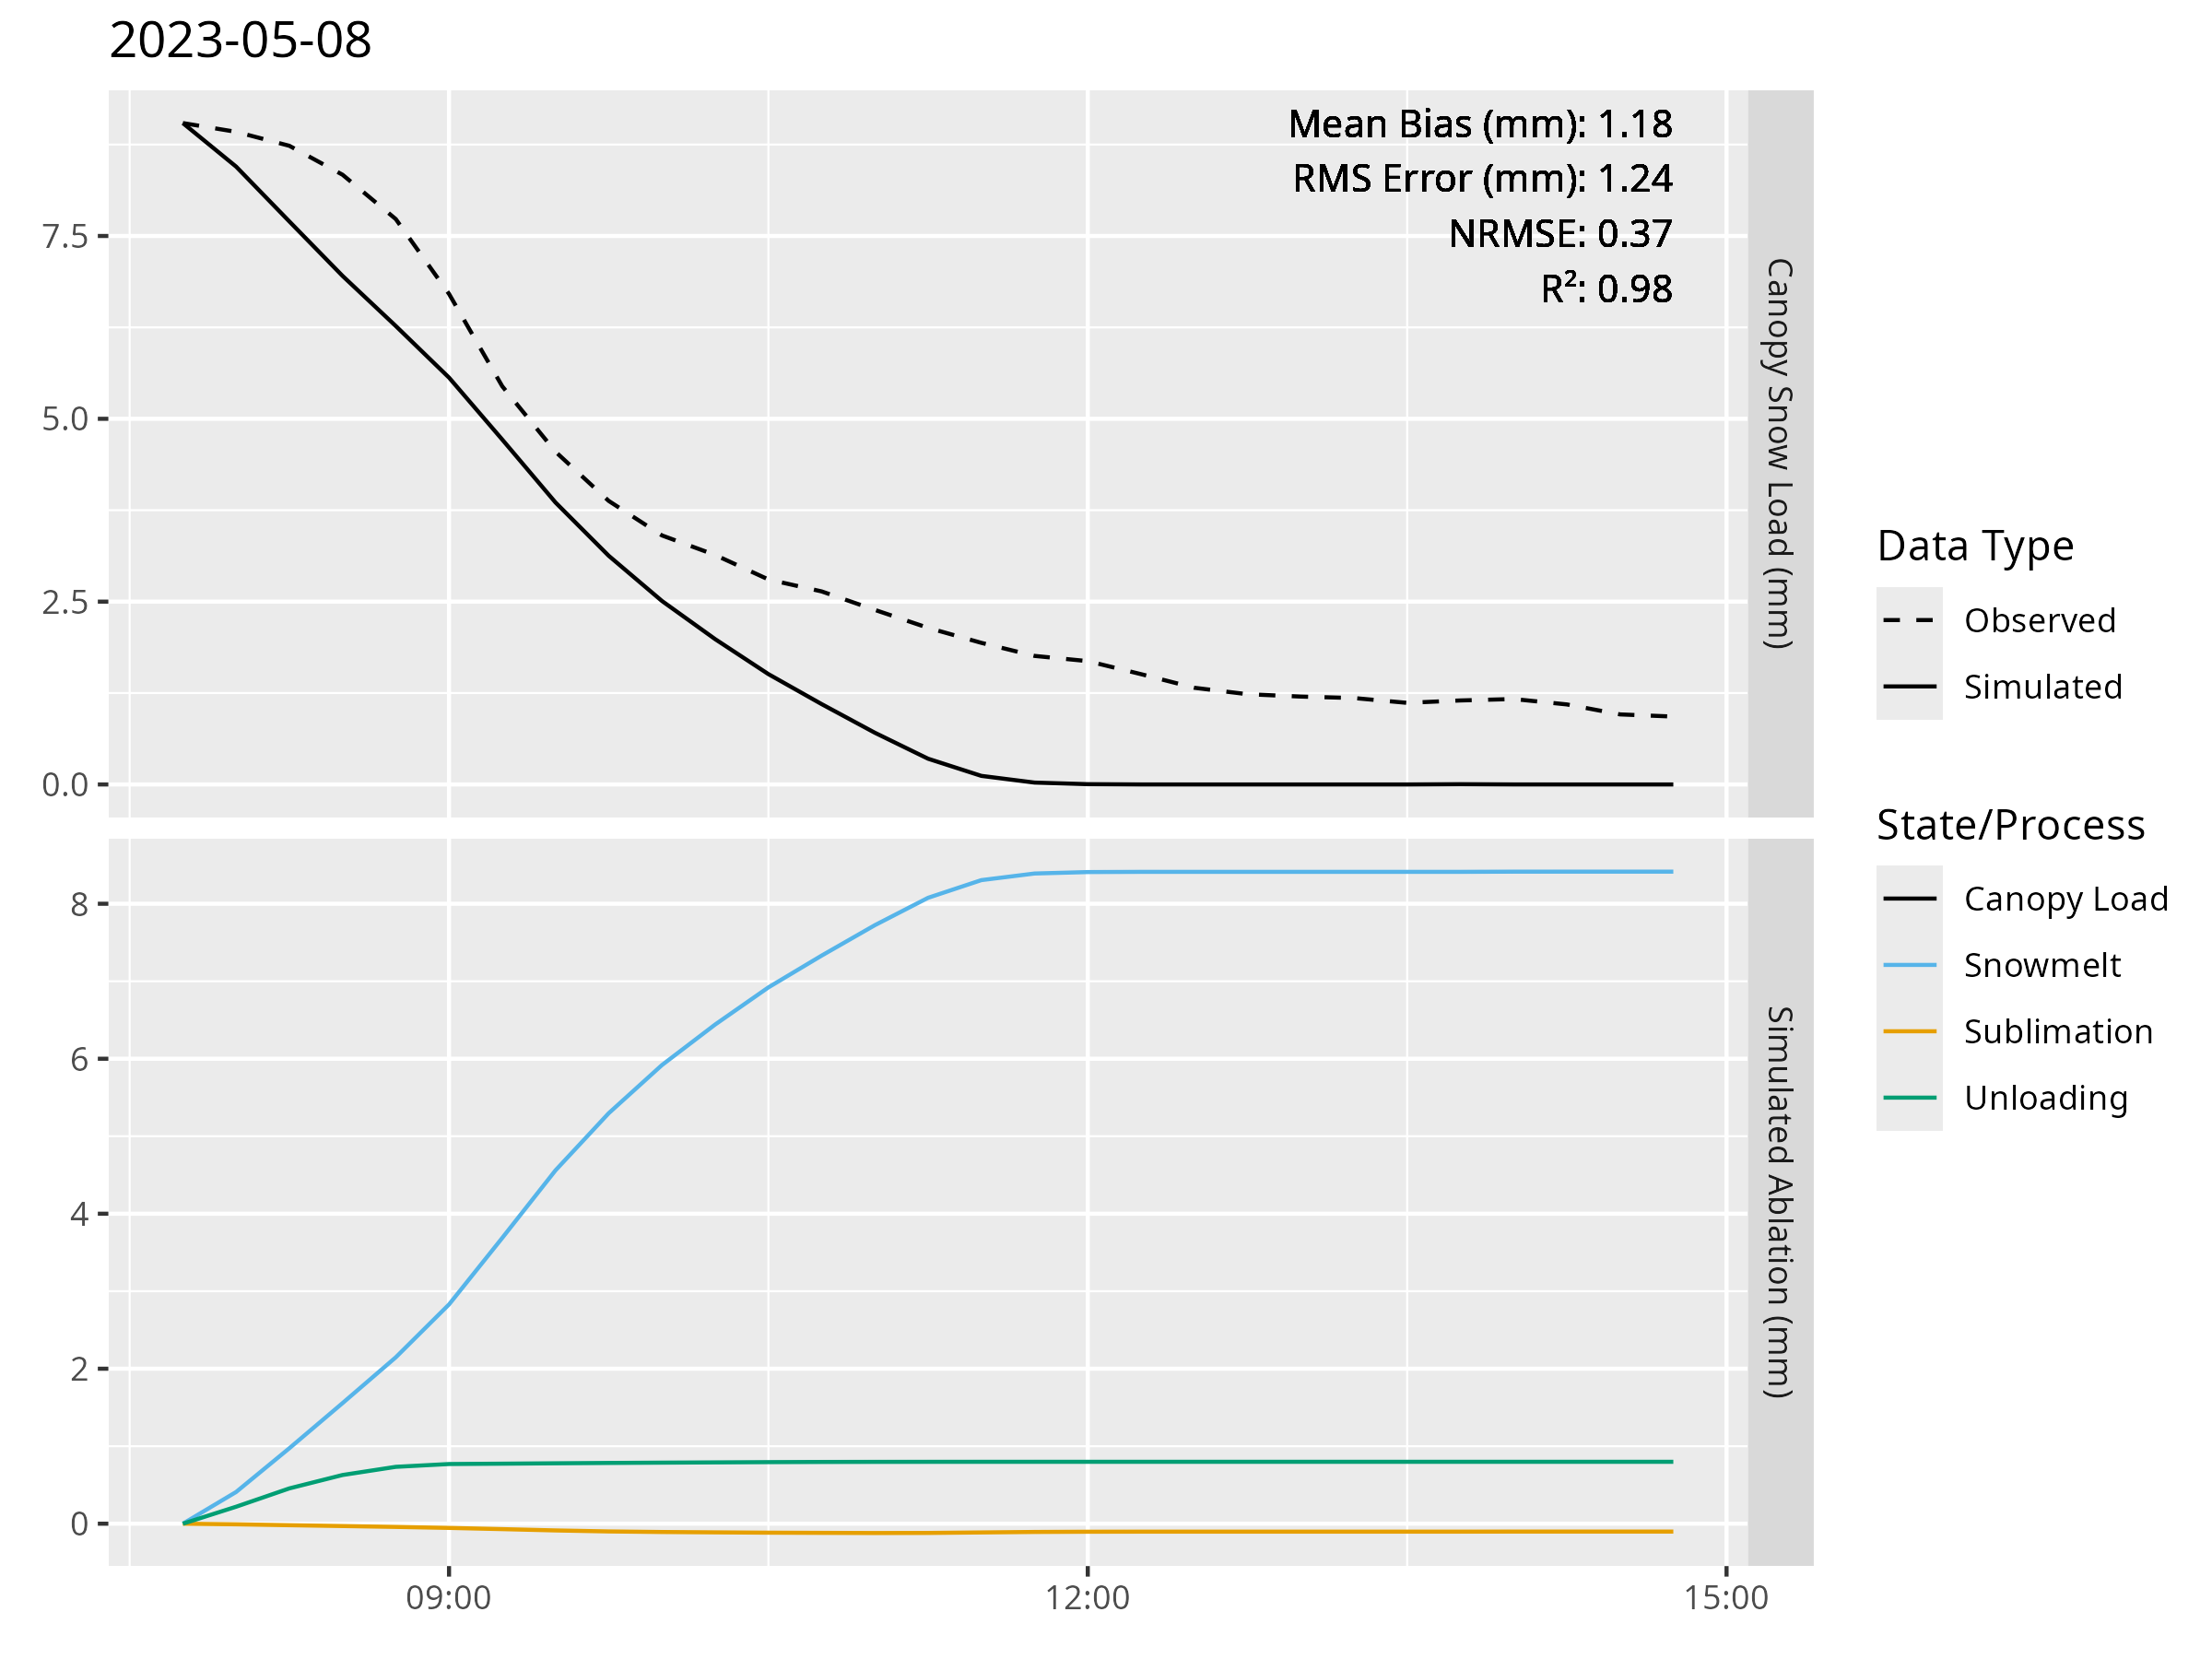 2023-05-08
Mean Bias (mm): 1.18
RMS Error (mm): 1.24
NRMSE: 0.37
R²: 0.98
7.5
5.0
2.5
0.0
Canopy Snow Load (mm)
8
6
4
2
0
Simulated Ablation (mm)
09:00
12:00
15:00
Data Type
Observed
Simulated
State/Process
Canopy Load
Snowmelt
Sublimation
Unloading